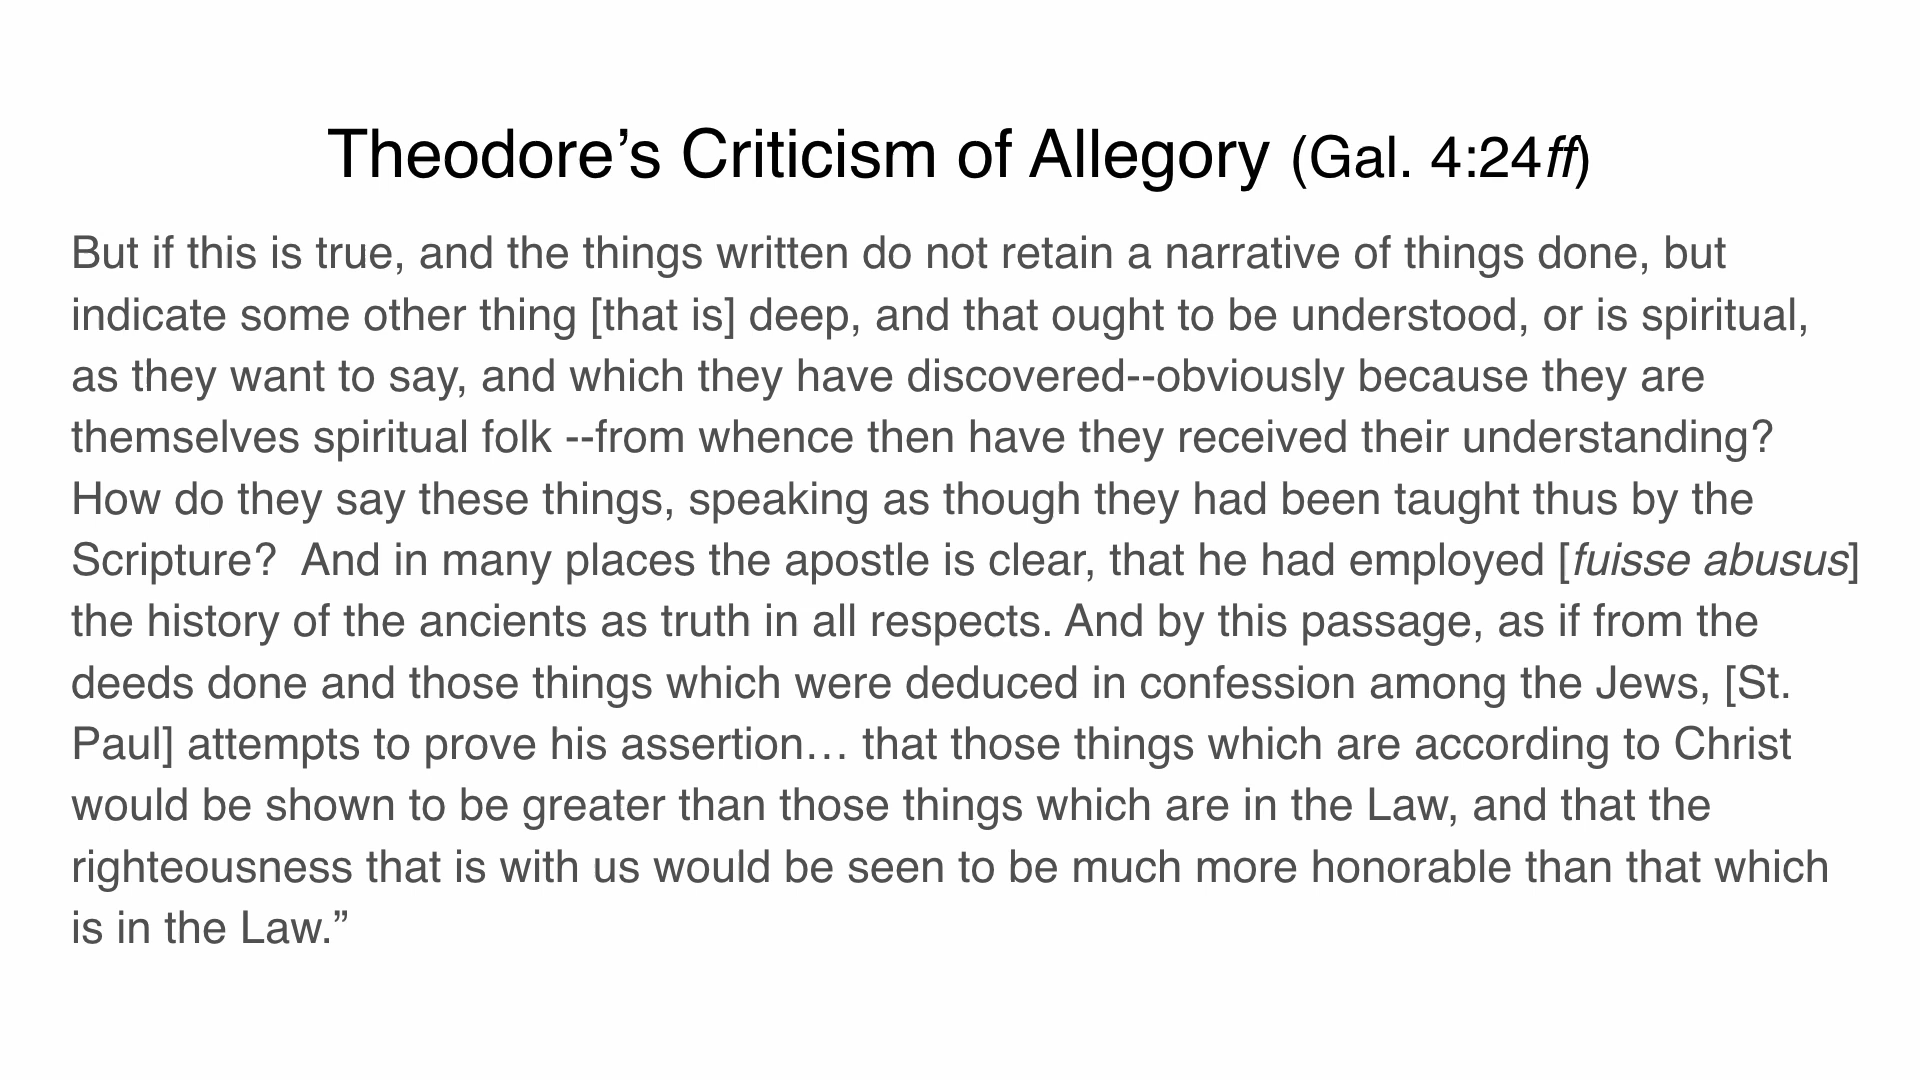 Theodore’s Criticism of Allegory (Gal. 4:24ff)
But if this is true, and the things written do not retain a narrative of things done, but
indicate some other thing [that is] deep, and that ought to be understood, or is spiritual,
as they want to say, and which they have discovered--obviously because they are
themselves spiritual folk --from whence then have they received their understanding?
How do they say these things, speaking as though they had been taught thus by the
Scripture?  And in many places the apostle is clear, that he had employed [fuisse abusus]
the history of the ancients as truth in all respects. And by this passage, as if from the
deeds done and those things which were deduced in confession among the Jews, [St.
Paul] attempts to prove his assertion… that those things which are according to Christ
would be shown to be greater than those things which are in the Law, and that the
righteousness that is with us would be seen to be much more honorable than that which
is in the Law.”